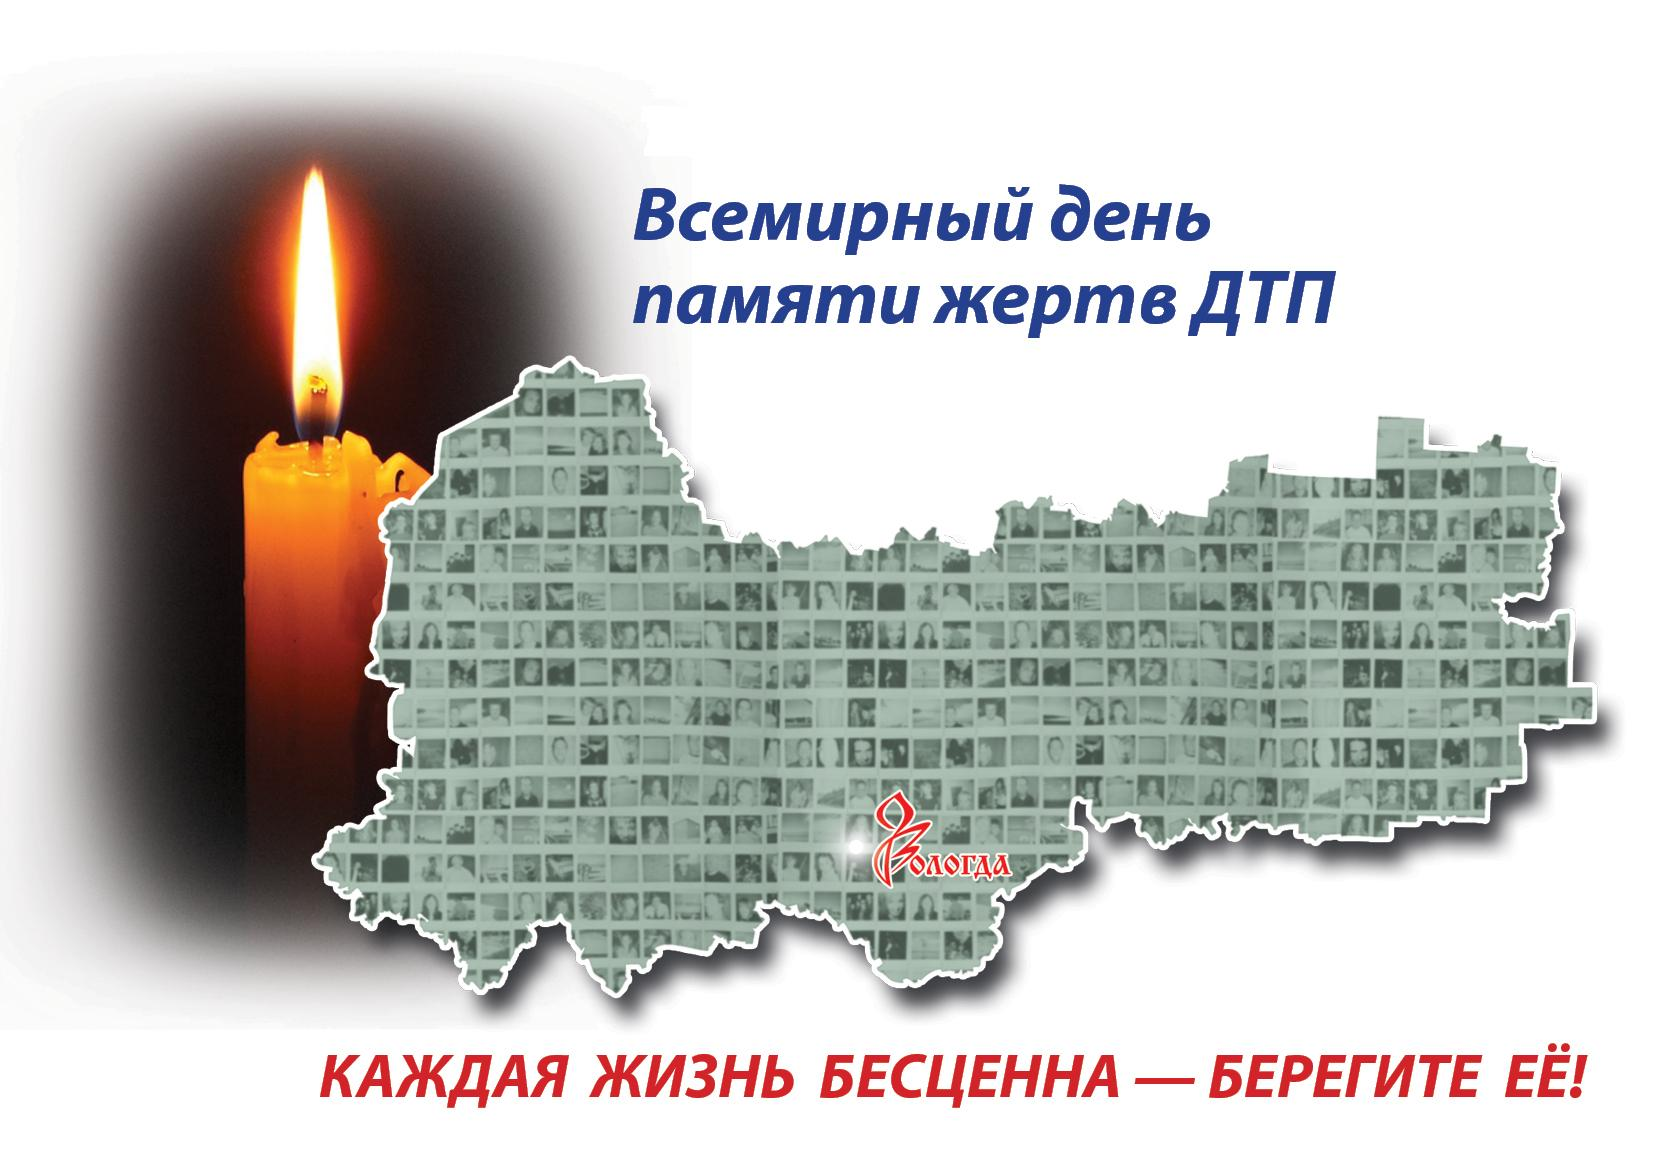 Всемирный день
памяти жертв ДТП
Вологда
КАЖДАЯ ЖИЗНЬ БЕСЦЕННА — БЕРЕГИТЕ ЕЁ!